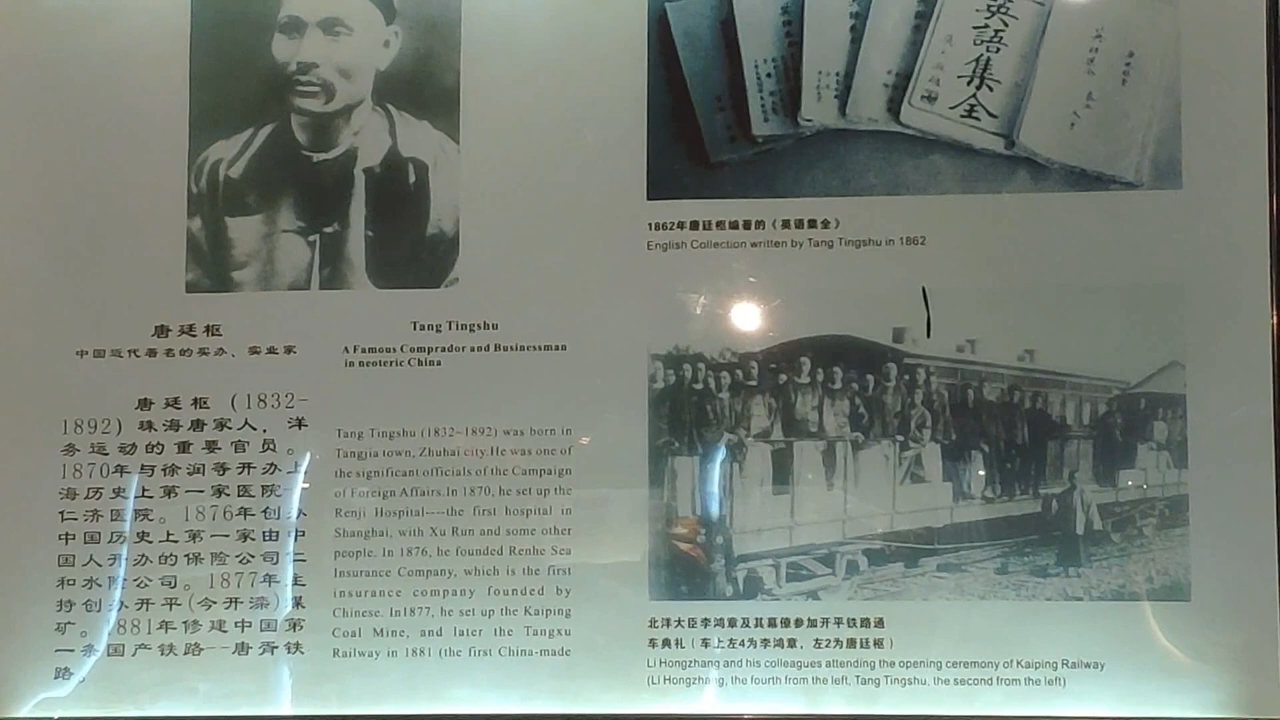 唐廷枢
中国近代著名的买办、实业家
唐廷枢 (1832-
1892) 珠海唐家人, 洋
务运动的重要官员。
1870年与徐润等开办上
海历史上第一家医院-
仁济医院。1876年创办
中国历史上第一家由中
国人开办的保险公司仁
和水险公司。1877年主
持创办开平(今开滦)煤
矿。1881年修建中国第
一条国产铁路--唐胥铁
路。
Tang Tingshu
A Famous Comprador and Businessman
in neoteric China
Tang Tingshu (1832~1892) was born in
Tangjia town, Zhuhai city.He was one of
the significant officials of the Campaign
of Foreign Affairs.In 1870, he set up the
Renji Hospital----the first hospital in
Shanghai, with Xu Run and some other
people. In 1876, he founded Renhe Sea
Insurance Company, which is the first
insurance company founded by
Chinese. In1877, he set up the Kaiping
Coal Mine, and later the Tangxu
Railway in 1881 (the first China-made
英語集全
1862年唐廷枢编著的《英语集全》
English Collection written by Tang Tingshu in 1862
北洋大臣李鸿章及其幕僚参加开平铁路通
车典礼（车上左4为李鸿章，左2为唐廷枢）
Li Hongzhang and his colleagues attending the opening ceremony of Kaiping Railway
(Li Hongzhang, the fourth from the left, Tang Tingshu, the second from the left)